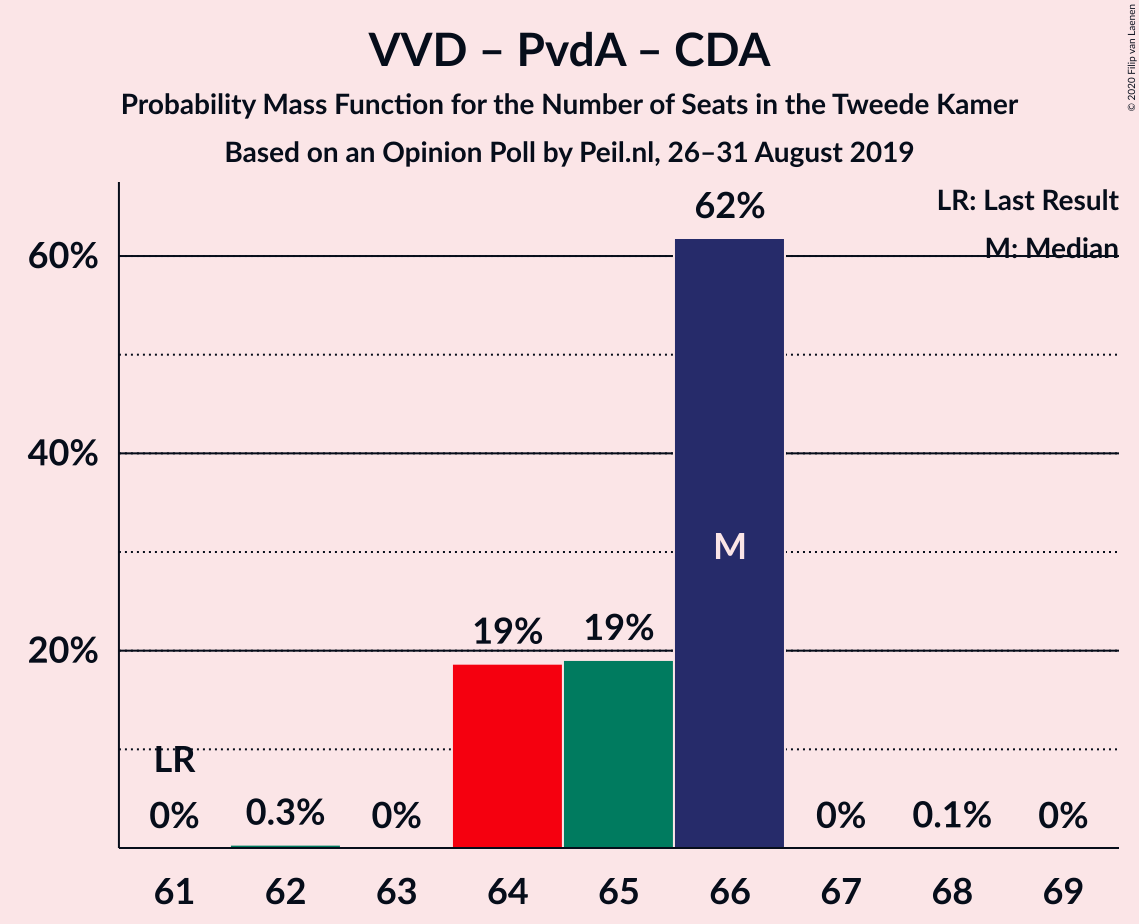 VVD – PvdA – CDA
Probability Mass Function for the Number of Seats in the Tweede Kamer
Based on an Opinion Poll by Peil.nl, 26–31 August 2019
© 2020 Filip van Laenen
LR: Last Result
M: Median
62%
60%
40%
M
19%
19%
20%
LR
0%
0.3%
0%
0%
0.1%
0%
61 62 63 64 65 66 67 68 69